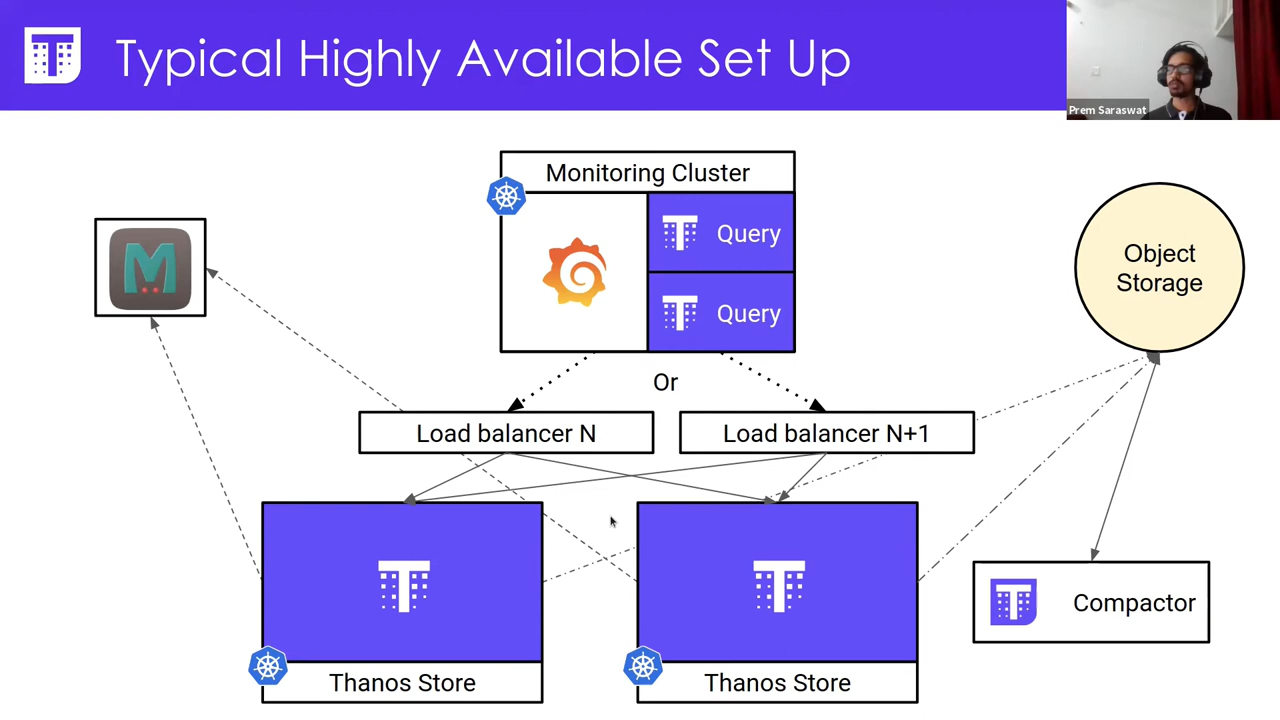 Typical Highly Available Set Up
Prem Saraswat
Monitoring Cluster
Query
Query
Object
Storage
Or
Load balancer N
Load balancer N+1
Compactor
Thanos Store
Thanos Store